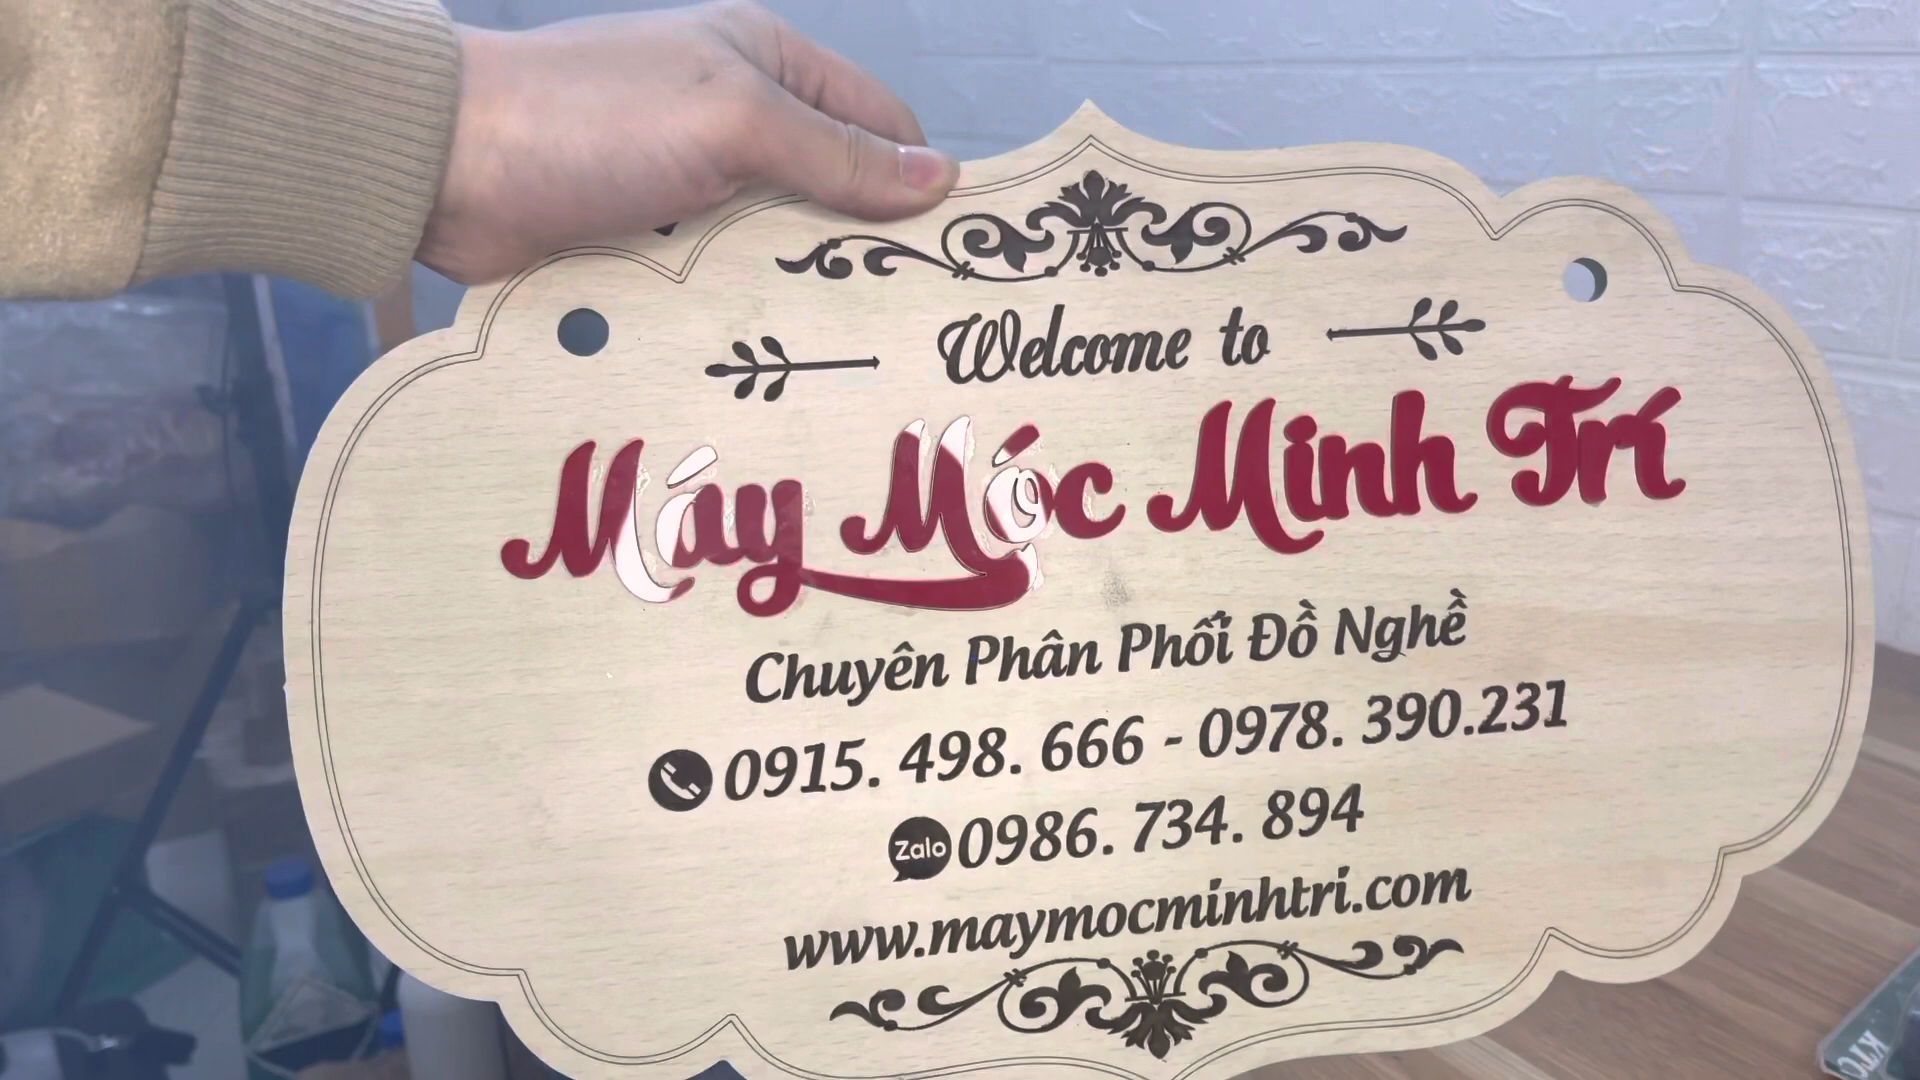 Welcome to
Máy Móc Minh Trí
Chuyên Phân Phối Đồ Nghề
0915. 498. 666 - 0978. 390.231
Zalo 0986. 734. 894
www.maymocminhtri.com
KTC